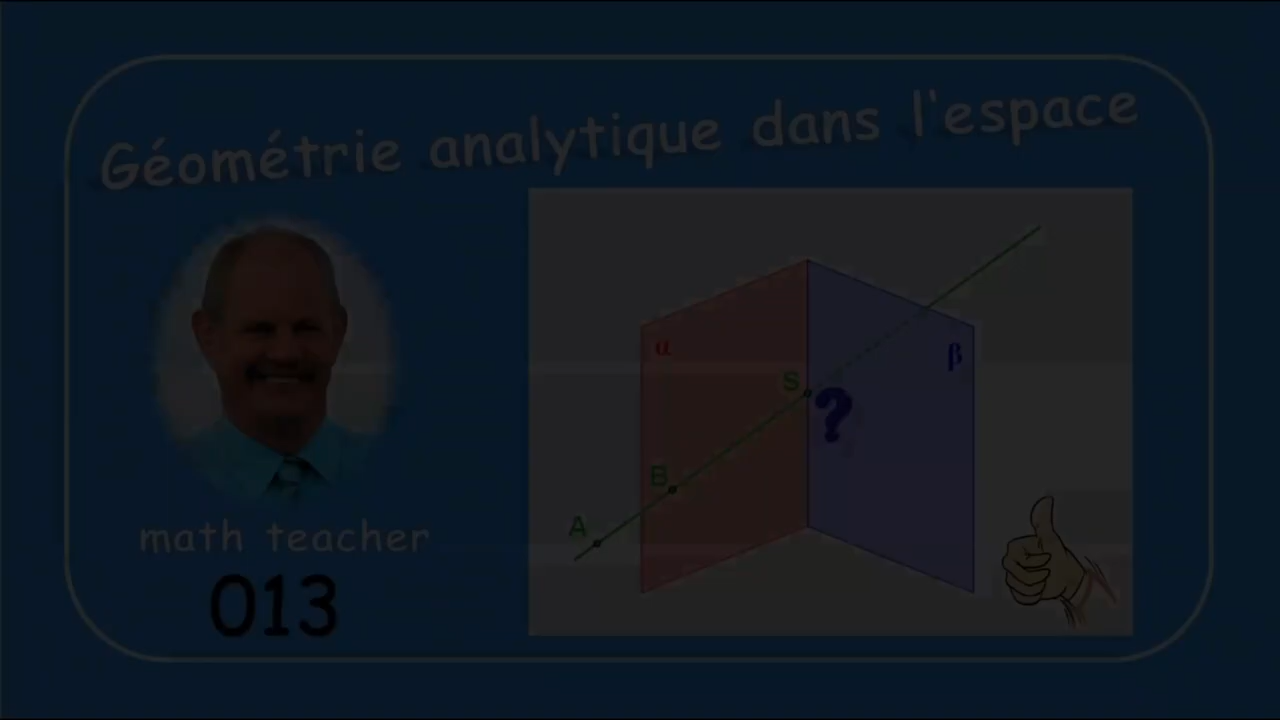 Géométrie analytique dans l'espace
α
β
S
?
B
A
math teacher
013